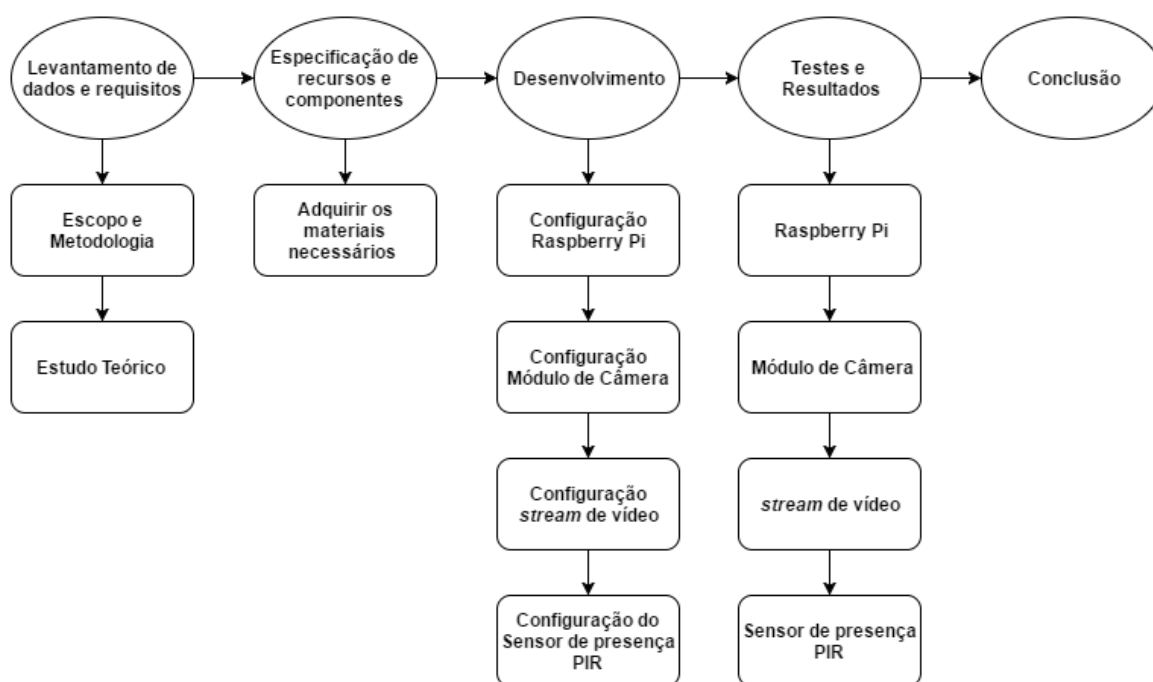 Levantamento de
dados e requisitos
Especificação de
recursos e
componentes
Desenvolvimento
Testes e
Resultados
Conclusão
Escopo e
Metodologia
Adquirir os
materiais
necessários
Configuração
Raspberry Pi
Raspberry Pi
Estudo Teórico
Configuração
Módulo de Câmera
Módulo de Câmera
Configuração
stream de vídeo
stream de vídeo
Configuração do
Sensor de presença
PIR
Sensor de presença
PIR